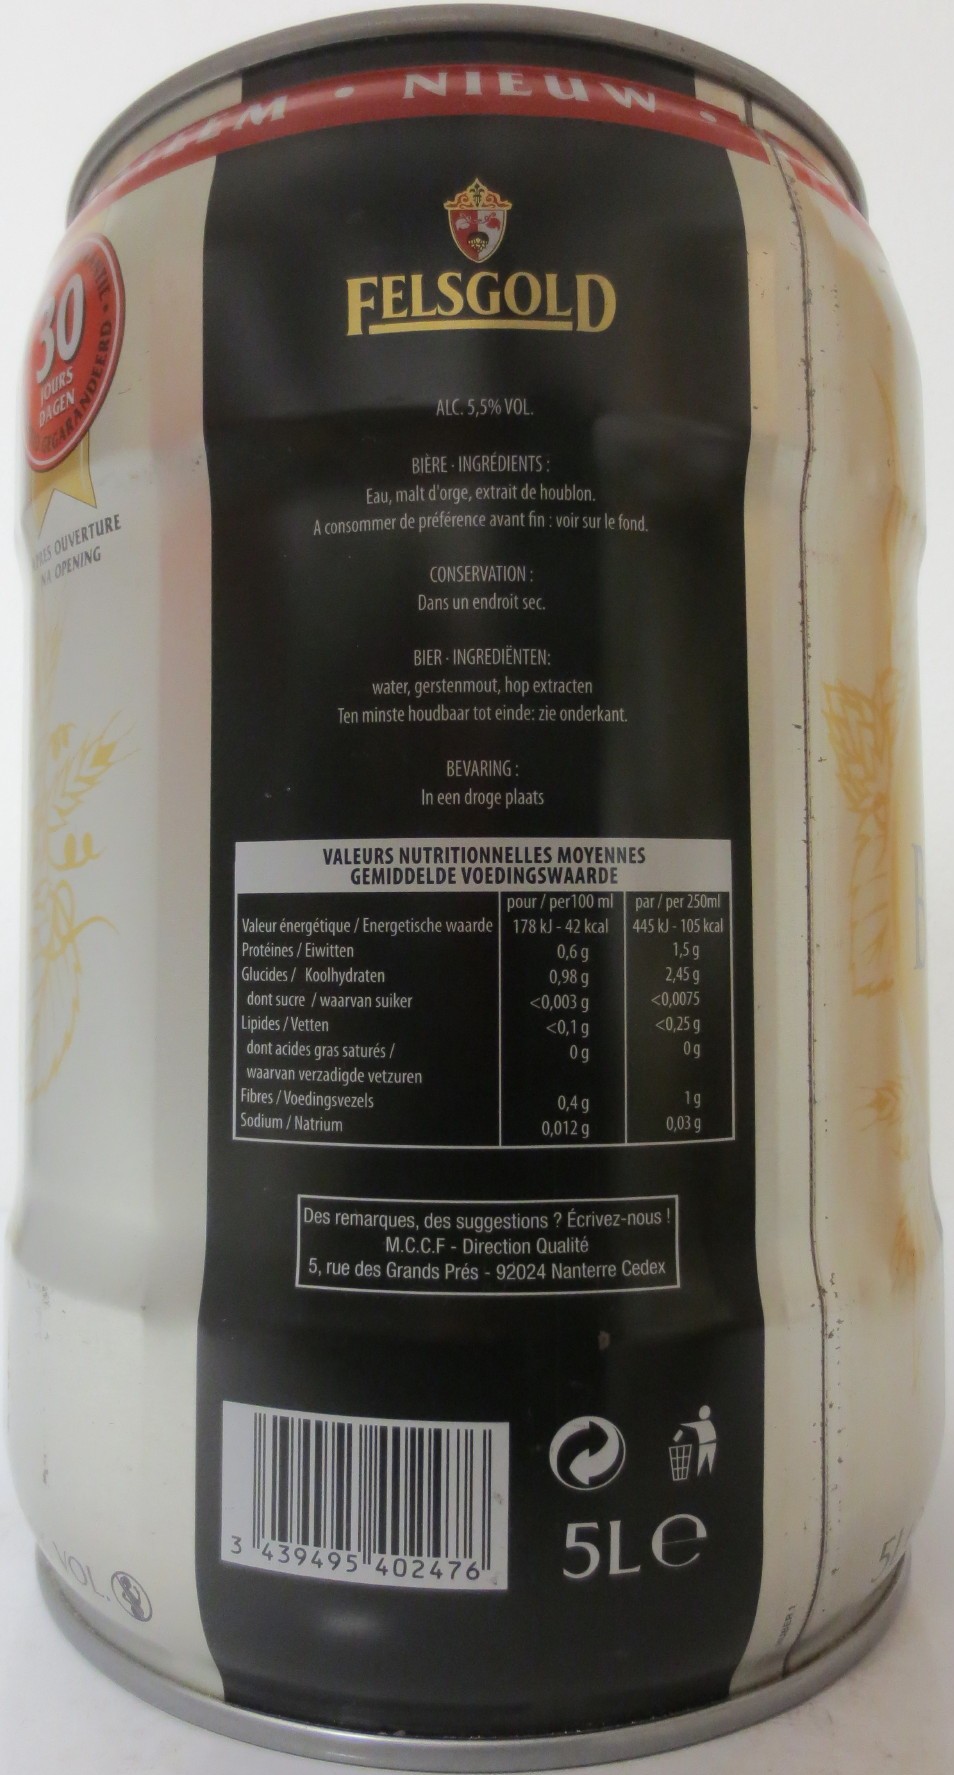 NIEUW
30
JOURS
DAGEN
GEGARANDEERD
APRES OUVERTURE
NA OPENING
FELSGOLD
ALC. 5,5% VOL.
BIÈRE - INGRÉDIENTS :
Eau, malt d'orge, extrait de houblon.
A consommer de préférence avant fin : voir sur le fond.
CONSERVATION :
Dans un endroit sec.
BIER - INGREDIËNTEN:
water, gerstenmout, hop extracten
Ten minste houdbaar tot einde: zie onderkant.
BEVARING :
In een droge plaats
VALEURS NUTRITIONNELLES MOYENNES
GEMIDDELDE VOEDINGSWAARDE
pour / per100 ml par / per 250ml
Valeur énergétique / Energetische waarde 178 kJ - 42 kcal 445 kJ - 105 kcal
Protéines / Eiwitten 0,6 g 1,5 g
Glucides / Koolhydraten 0,98 g 2,45 g
dont sucre / waarvan suiker <0,003 g <0,0075
Lipides / Vetten <0,1 g <0,25 g
dont acides gras saturés / 0 g 0 g
waarvan verzadigde vetzuren
Fibres / Voedingsvezels 0,4 g 1 g
Sodium / Natrium 0,012 g 0,03 g
Des remarques, des suggestions ? Écrivez-nous !
M.C.C.F - Direction Qualité
5, rue des Grands Prés - 92024 Nanterre Cedex
3 439495 402476
5L e
VOL.
5L